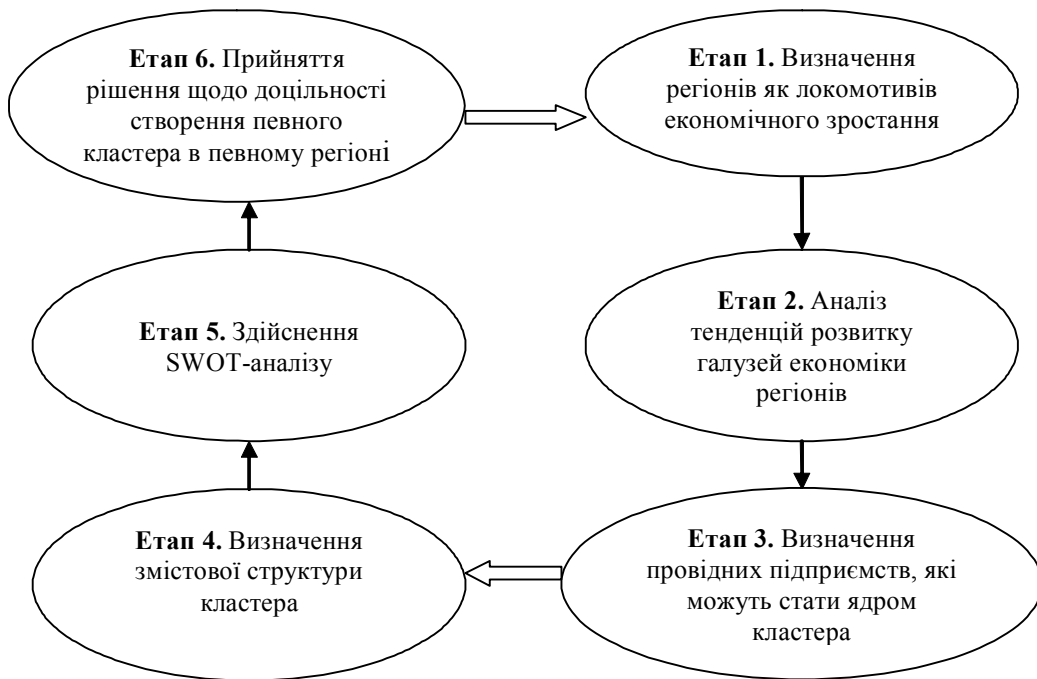 Етап 6. Прийняття
рішення щодо доцільності
створення певного
кластера в певному регіоні
Етап 1. Визначення
регіонів як локомотивів
економічного зростання
Етап 5. Здійснення
SWOT-аналізу
Етап 2. Аналіз
тенденцій розвитку
галузей економіки
регіонів
Етап 4. Визначення
змістової структури
кластера
Етап 3. Визначення
провідних підприємств, які
можуть стати ядром
кластера